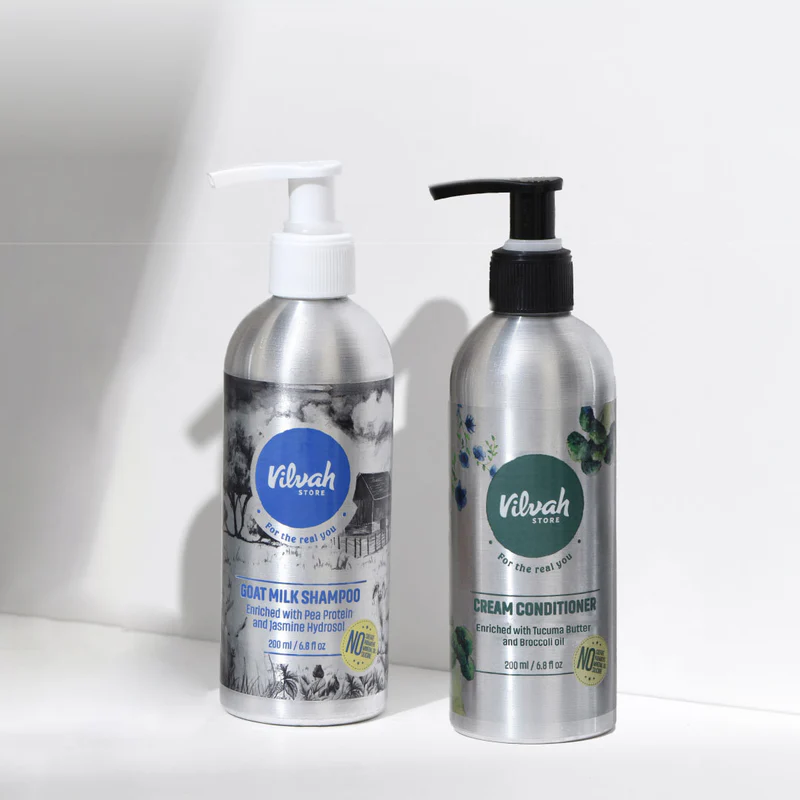 Vilvah
STORE
For the real you
GOAT MILK SHAMPOO
Enriched with Pea Protein
and Jasmine Hydrosol
200 ml / 6.8 fl oz
NO
Vilvah
STORE
For the real you
CREAM CONDITIONER
Enriched with Tucuma Butter
and Broccoli oil
200 ml / 6.8 fl oz
NO